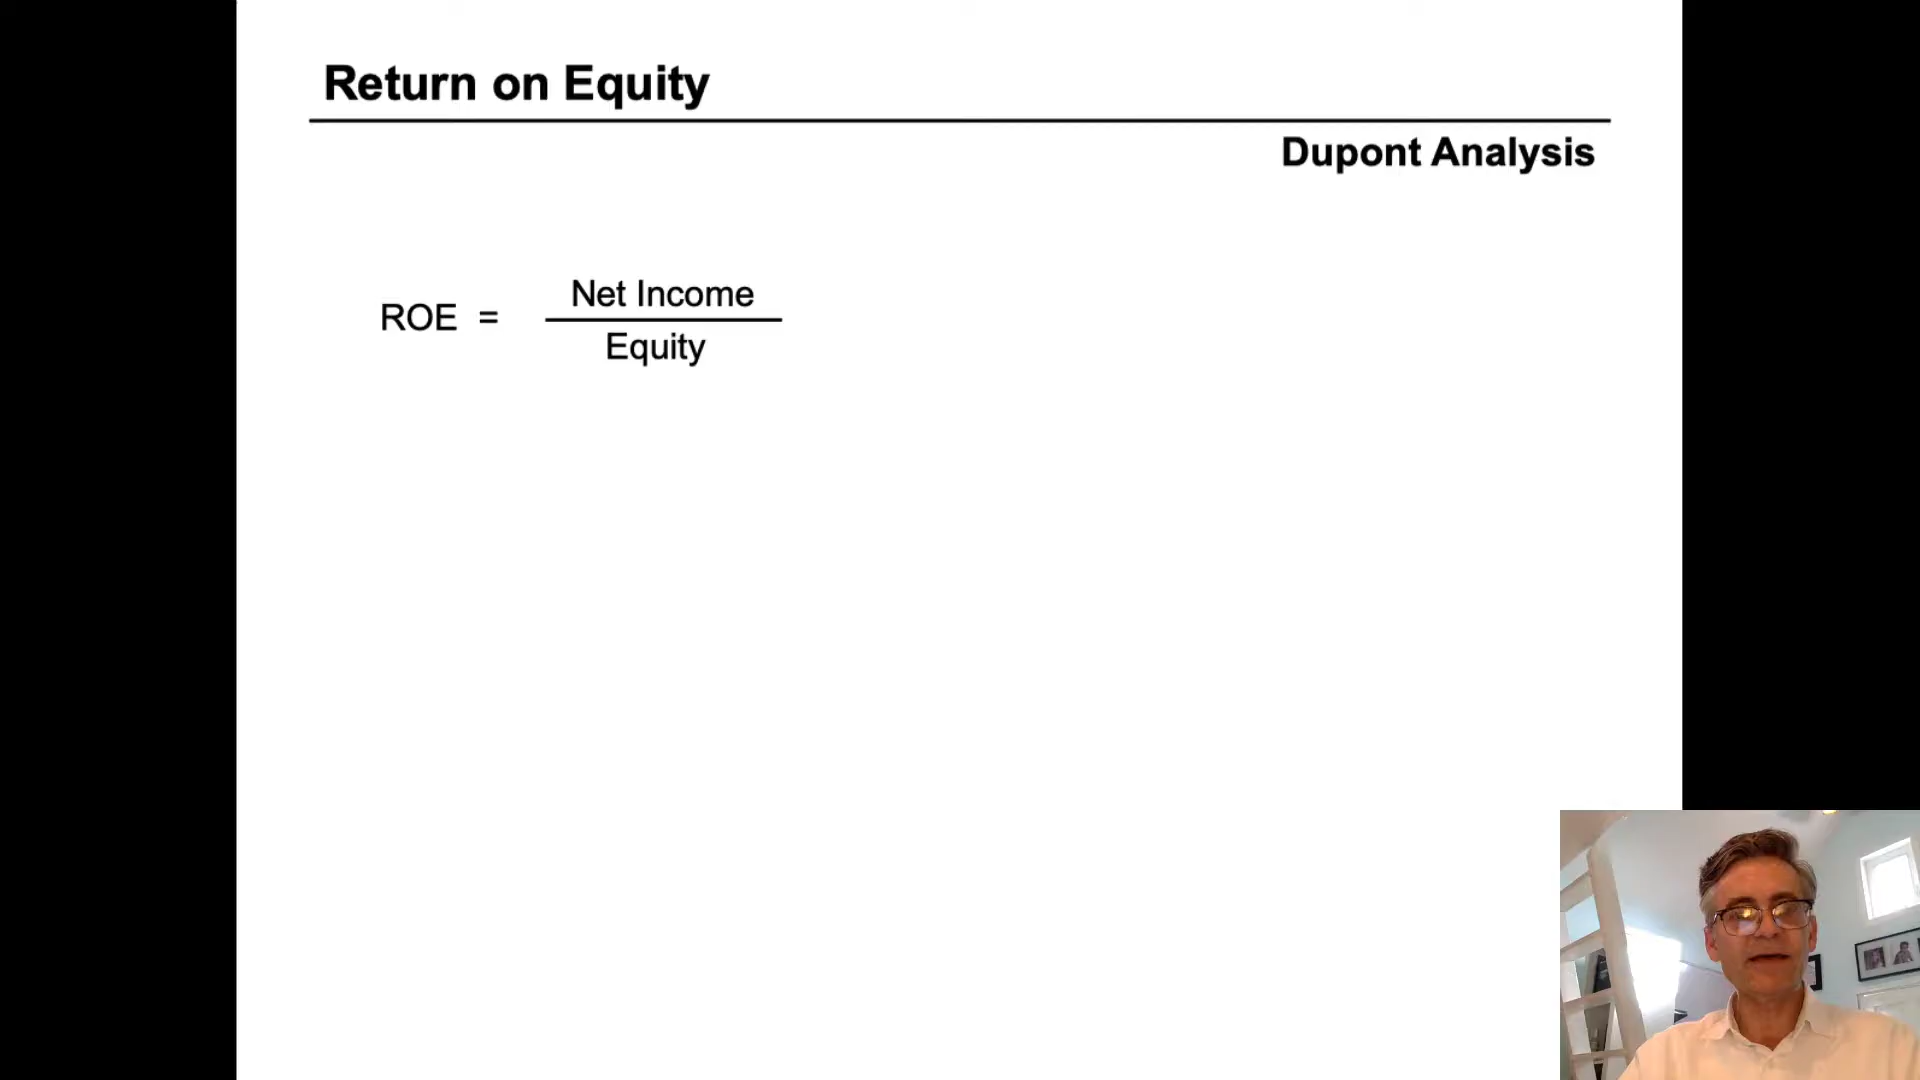 Return on Equity
Dupont Analysis
Net Income
ROE =
Equity